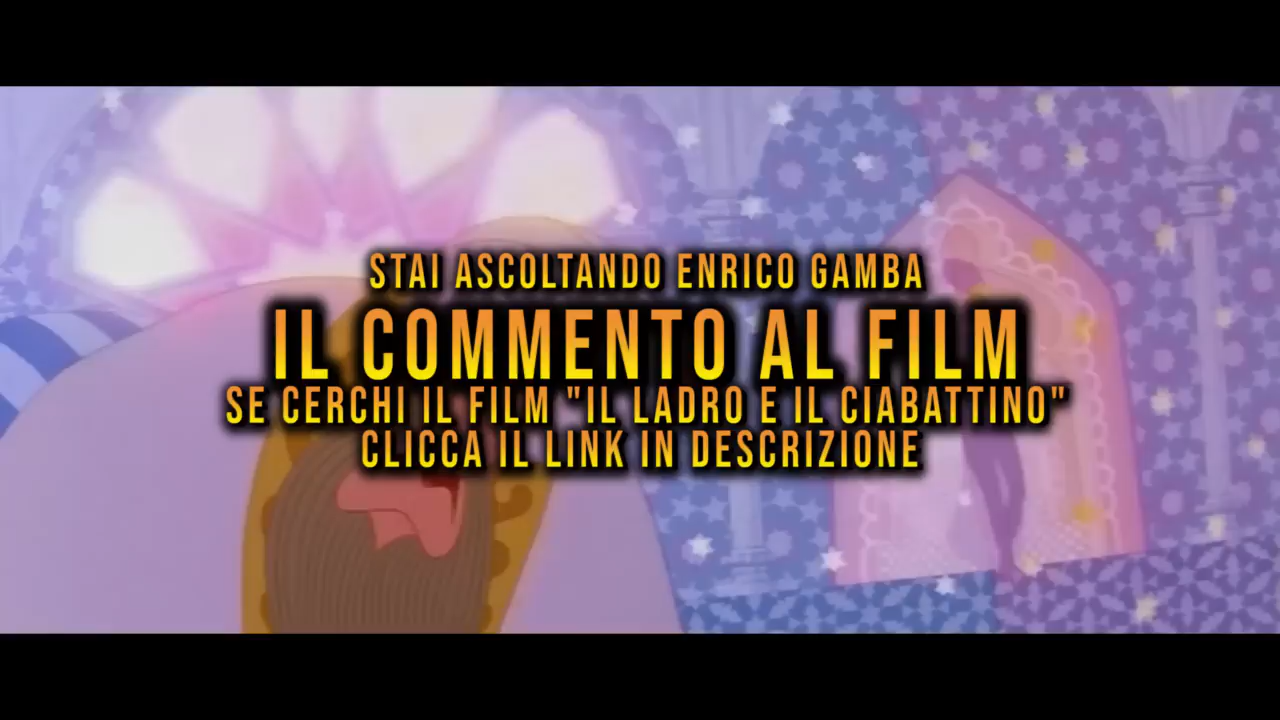 STAI ASCOLTANDO ENRICO GAMBA
IL COMMENTO AL FILM
SE CERCHI IL FILM "IL LADRO E IL CIABATTINO"
CLICCA IL LINK IN DESCRIZIONE